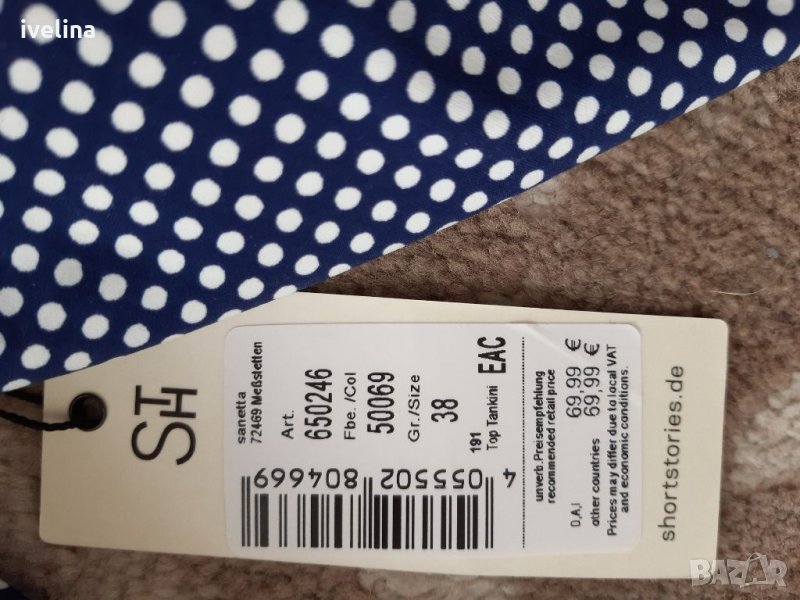 ivelina
STH
sanetta
72469 Meßstetten
Art.
650246
Fbe. /Col
50069
Gr./Size
38
191
Top Tankini EAC
4 055502 804669
unverb.Preisempfehlung
recommended retail price
D,A,I 69,99 €
other countries 69,99 €
Prices may differ due to local VAT
and economic conditions.
shortstories.de
BAZAR